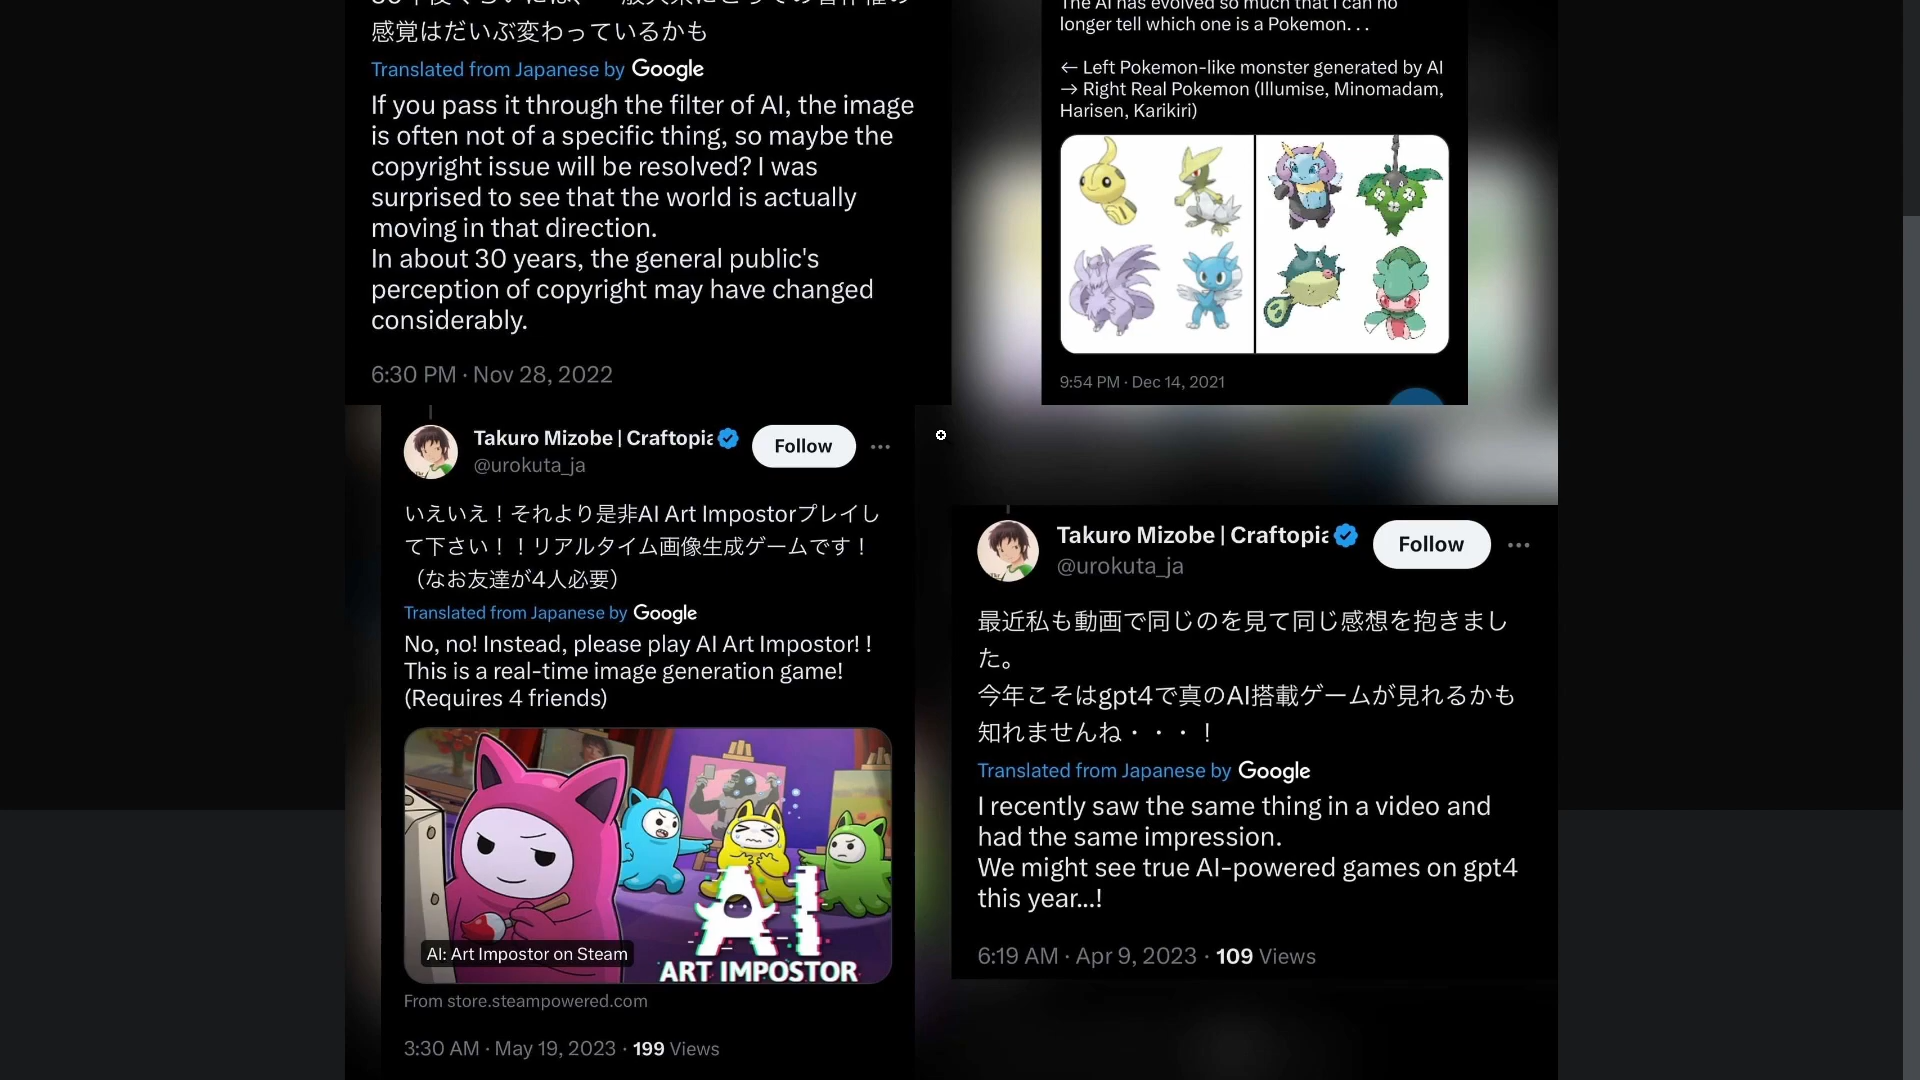 感覚はだいぶ変わっているかも
Translated from Japanese by Google
If you pass it through the filter of AI, the image
is often not of a specific thing, so maybe the
copyright issue will be resolved? I was
surprised to see that the world is actually
moving in that direction.
In about 30 years, the general public's
perception of copyright may have changed
considerably.
6:30 PM · Nov 28, 2022
The AI has evolved so much that I can no
longer tell which one is a Pokemon. . .
← Left Pokemon-like monster generated by AI
→ Right Real Pokemon (Illumise, Minomadam,
Harisen, Karikiri)
9:54 PM · Dec 14, 2021
Takuro Mizobe | Craftopia
Follow
@urokuta_ja
いえいえ！それより是非AI Art Impostorプレイし
て下さい！！リアルタイム画像生成ゲームです！
（なお友達が4人必要）
Translated from Japanese by Google
No, no! Instead, please play AI Art Impostor! !
This is a real-time image generation game!
(Requires 4 friends)
AI
ART IMPOSTOR
AI: Art Impostor on Steam
From store.steampowered.com
3:30 AM · May 19, 2023 · 199 Views
Takuro Mizobe | Craftopia
Follow
@urokuta_ja
最近私も動画で同じのを見て同じ感想を抱きまし
た。
今年こそはgpt4で真のAI搭載ゲームが見れるかも
知れませんね・・・！
Translated from Japanese by Google
I recently saw the same thing in a video and
had the same impression.
We might see true AI-powered games on gpt4
this year...!
6:19 AM · Apr 9, 2023 · 109 Views